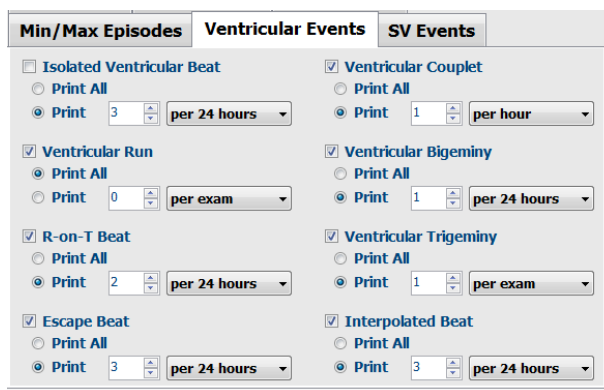 Min/Max Episodes Ventricular Events SV Events
Isolated Ventricular Beat
Print All
Print 3 per 24 hours
Ventricular Couplet
Print All
Print 1 per hour
Ventricular Run
Print All
Print 0 per exam
Ventricular Bigeminy
Print All
Print 1 per 24 hours
R-on-T Beat
Print All
Print 2 per 24 hours
Ventricular Trigeminy
Print All
Print 1 per exam
Escape Beat
Print All
Print 3 per 24 hours
Interpolated Beat
Print All
Print 3 per 24 hours